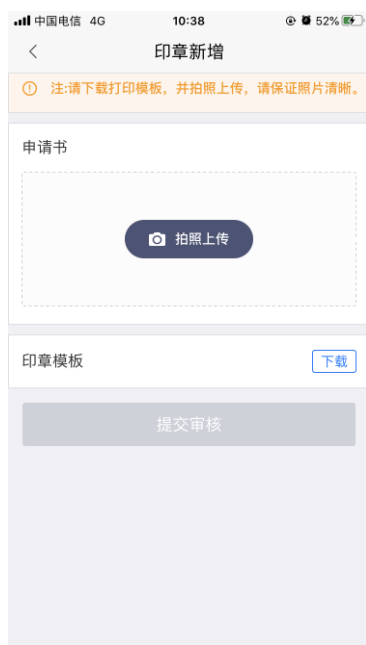 中国电信 4G 10:38 52%
印章新增
注:请下载打印模板，并拍照上传，请保证照片清晰。
申请书
拍照上传
印章模板 下载
提交审核